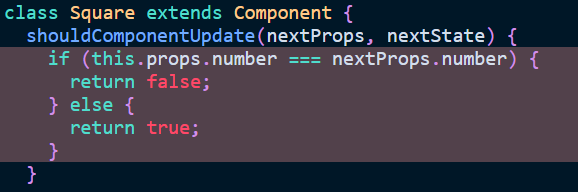 class Square extends Component {
shouldComponentUpdate(nextProps, nextState) {
if (this.props.number === nextProps.number) {
return false;
} else {
return true;
}
}